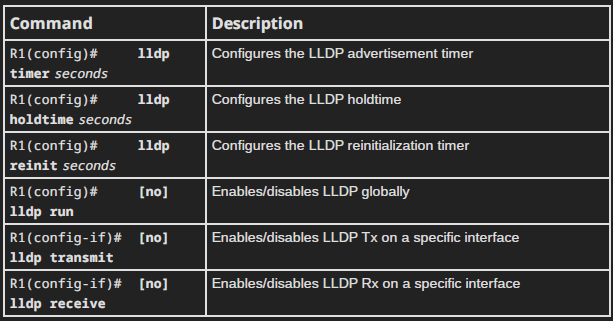 Command Description
R1(config)# lldp Configures the LLDP advertisement timer
timer seconds
R1(config)# lldp Configures the LLDP holdtime
holdtime seconds
R1(config)# lldp Configures the LLDP reinitialization timer
reinit seconds
R1(config)# [no] Enables/disables LLDP globally
lldp run
R1(config-if)# [no] Enables/disables LLDP Tx on a specific interface
lldp transmit
R1(config-if)# [no] Enables/disables LLDP Rx on a specific interface
lldp receive